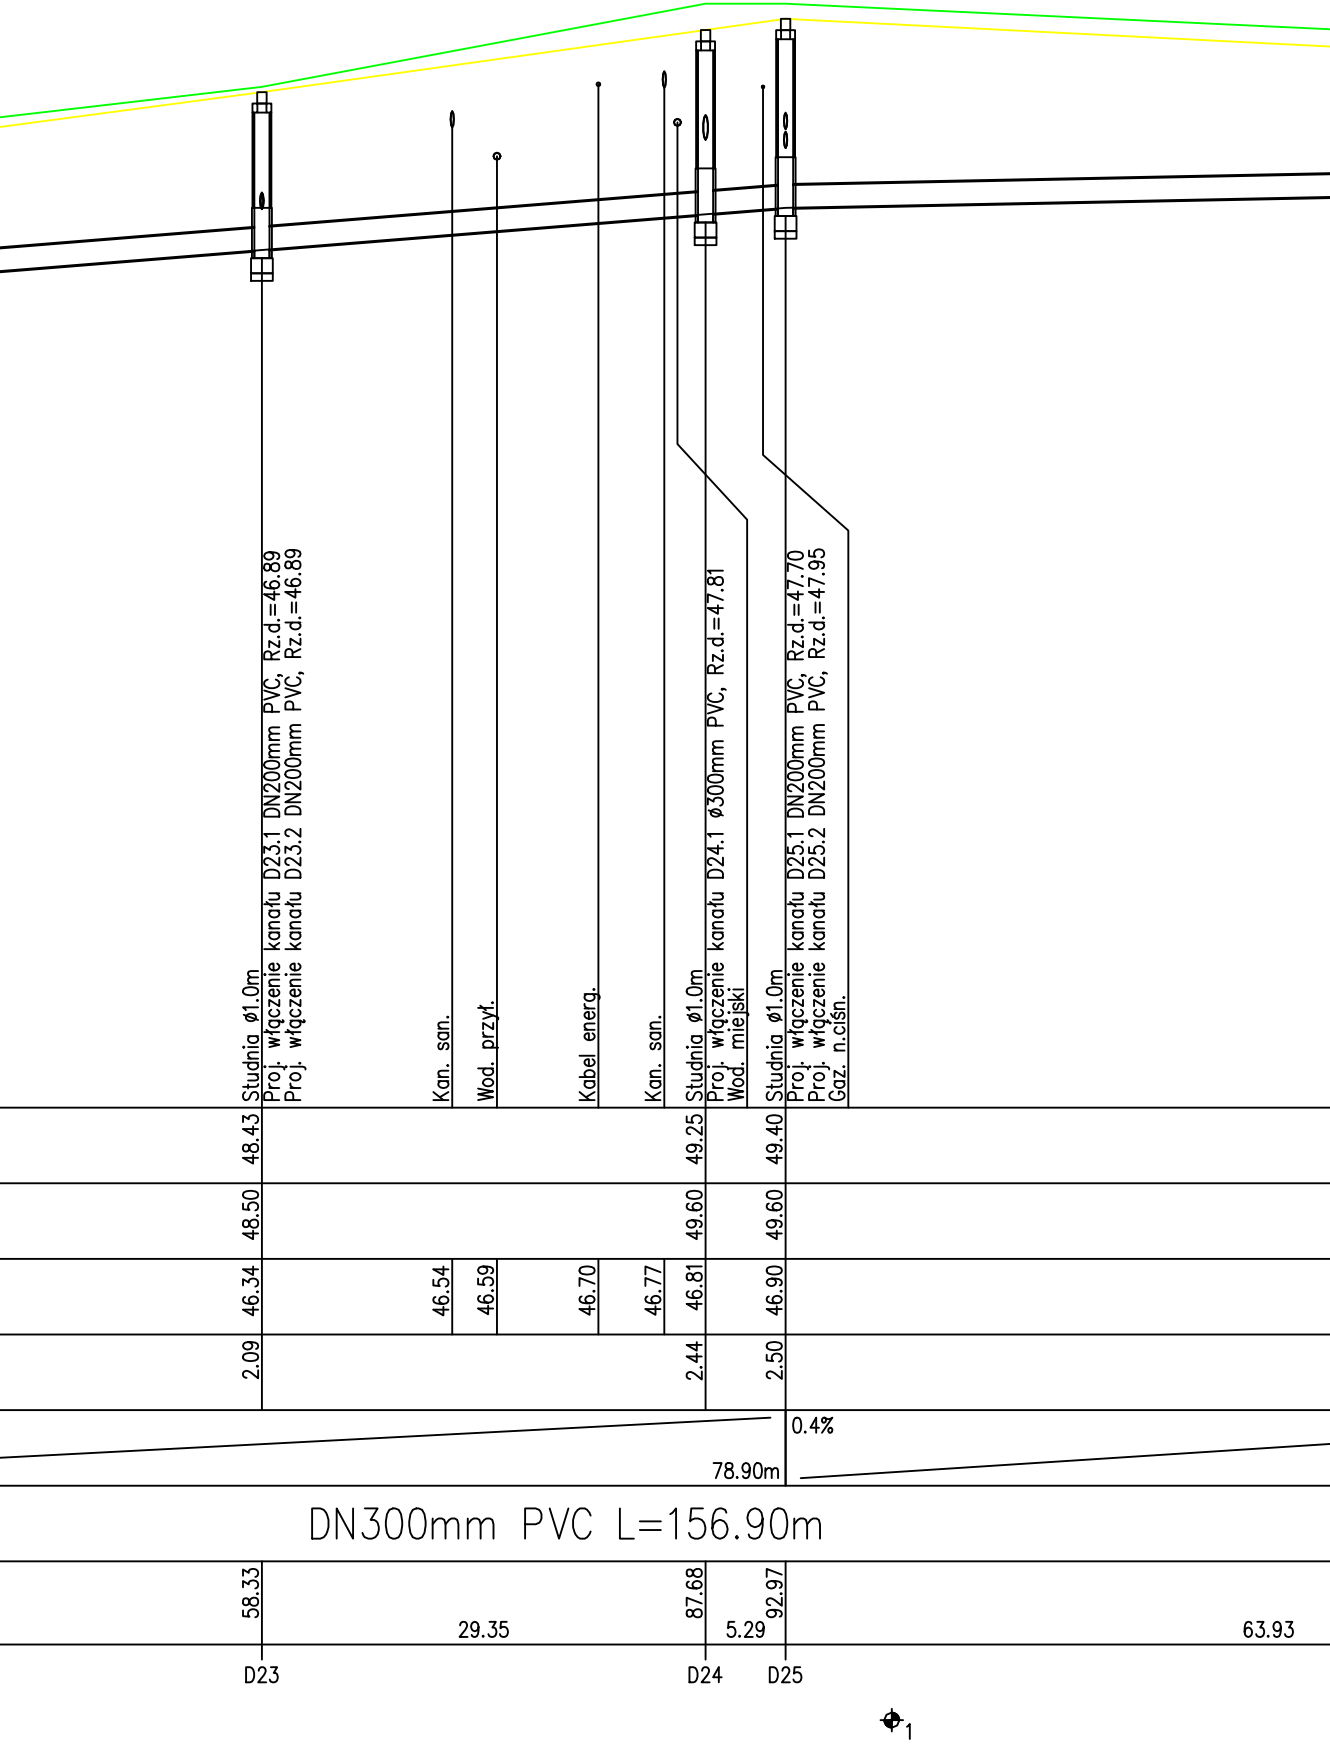 Studnia ø1.0m
Proj. włączenie kanału D23.1 DN200mm PVC, Rz.d.=46.89
Proj. włączenie kanału D23.2 DN200mm PVC, Rz.d.=46.89
Kan. san.
Wod. przył.
Kabel energ.
Kan. san.
Studnia ø1.0m
Proj. włączenie kanału D24.1 ø300mm PVC, Rz.d.=47.81
Wod. miejski
Studnia ø1.0m
Proj. włączenie kanału D25.1 DN200mm PVC, Rz.d.=47.70
Proj. włączenie kanału D25.2 DN200mm PVC, Rz.d.=47.95
Gaz. n.ciśn.
48.43 49.25 49.40
48.50 49.60 49.60
46.34 46.54 46.59 46.70 46.77 46.81 46.90
2.09 2.44 2.50
0.4%
78.90m
DN300mm PVC L=156.90m
58.33 87.68 92.97
29.35 5.29 63.93
D23 D24 D25
1